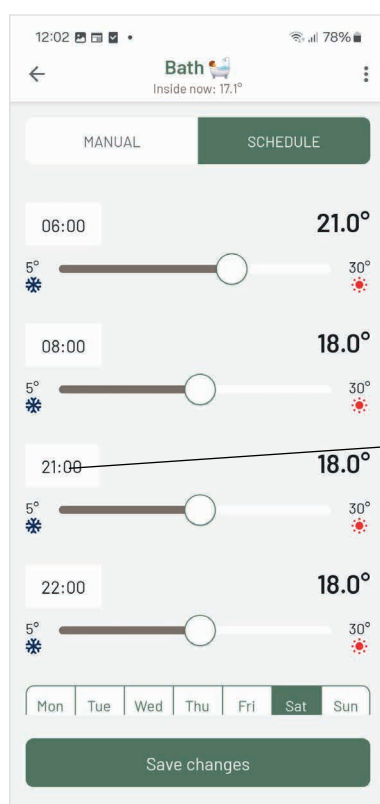 12:02 78%
Bath
Inside now: 17.1°
MANUAL SCHEDULE
06:00 21.0°
5° 30°
08:00 18.0°
5° 30°
21:00 18.0°
5° 30°
22:00 18.0°
5° 30°
Mon Tue Wed Thu Fri Sat Sun
Save changes